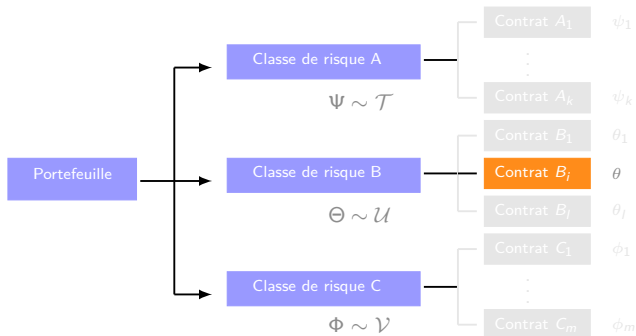 Contrat A₁ ψ₁
Classe de risque A
⋮
Ψ ∼ 𝒯
Contrat Aₖ ψₖ
Contrat B₁ θ₁
Portefeuille
Classe de risque B
Contrat Bᵢ θ
Θ ∼ 𝒰
Contrat Bₗ θₗ
Contrat C₁ ϕ₁
Classe de risque C
⋮
Φ ∼ 𝒱
Contrat Cₘ ϕₘ